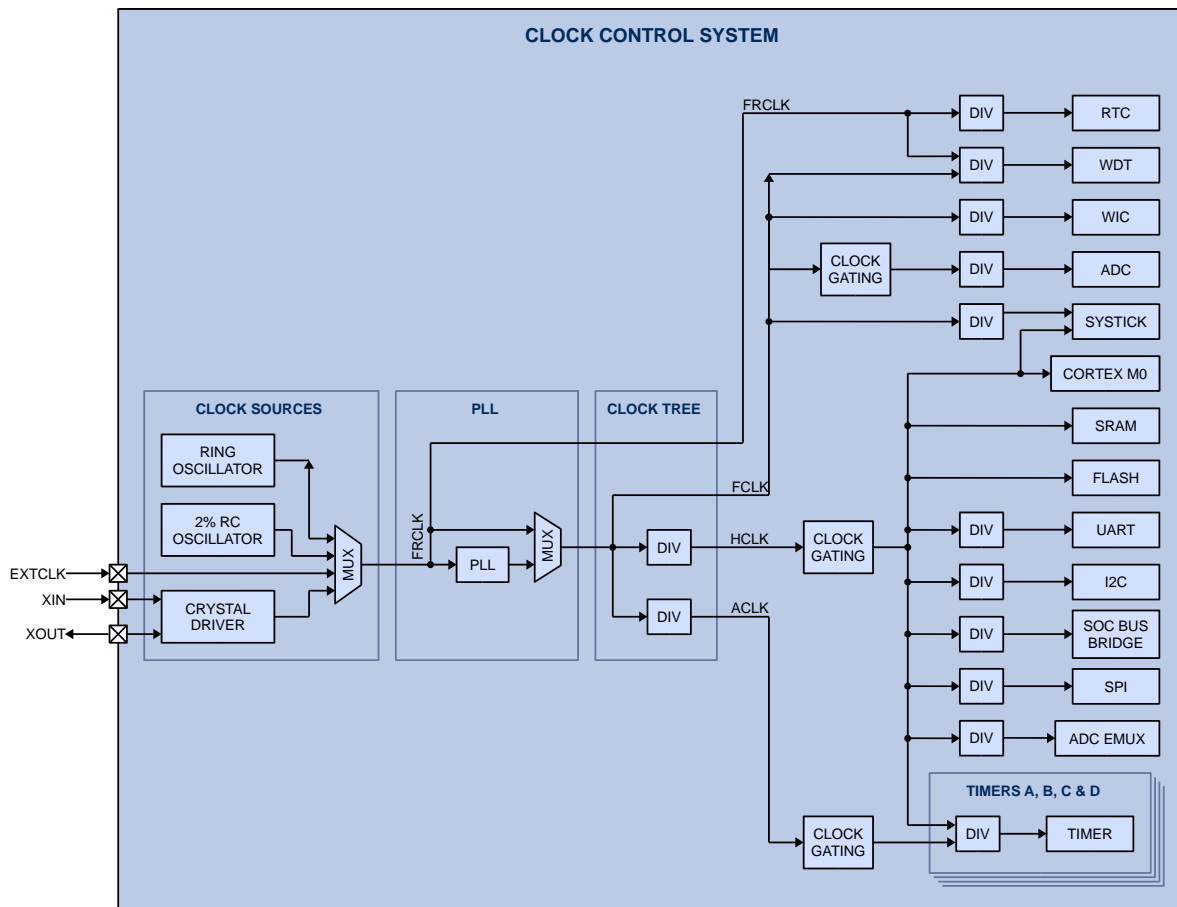 CLOCK CONTROL SYSTEM
FRCLK
DIV
RTC
DIV
WDT
DIV
WIC
CLOCK
GATING
DIV
ADC
DIV
SYSTICK
CORTEX M0
CLOCK SOURCES
PLL
CLOCK TREE
SRAM
RING
OSCILLATOR
FLASH
2% RC
OSCILLATOR
MUX
FRCLK
PLL
MUX
FCLK
DIV
HCLK
CLOCK
GATING
DIV
UART
EXTCLK
XIN
XOUT
CRYSTAL
DRIVER
DIV
ACLK
DIV
I2C
DIV
SOC BUS
BRIDGE
DIV
SPI
DIV
ADC EMUX
TIMERS A, B, C & D
CLOCK
GATING
DIV
TIMER